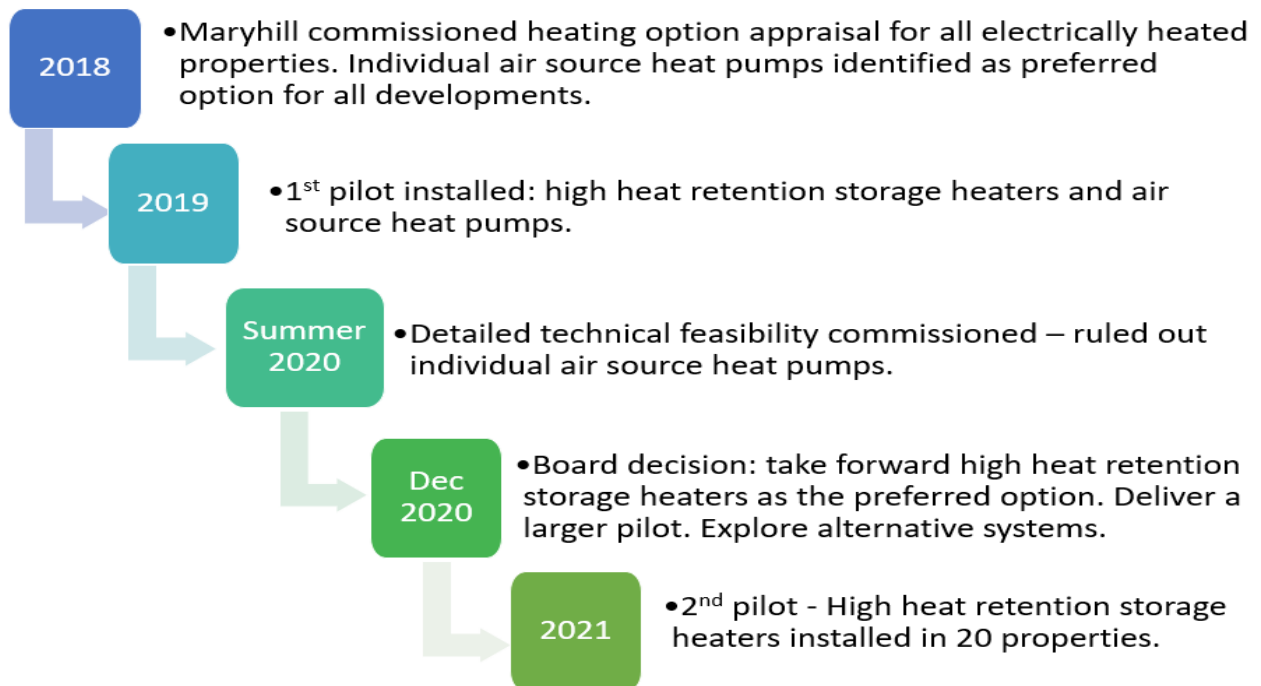 2018
•Maryhill commissioned heating option appraisal for all electrically heated
properties. Individual air source heat pumps identified as preferred
option for all developments.
2019
•1st pilot installed: high heat retention storage heaters and air
source heat pumps.
Summer
2020
•Detailed technical feasibility commissioned – ruled out
individual air source heat pumps.
Dec
2020
•Board decision: take forward high heat retention
storage heaters as the preferred option. Deliver a
larger pilot. Explore alternative systems.
2021
•2nd pilot - High heat retention storage
heaters installed in 20 properties.